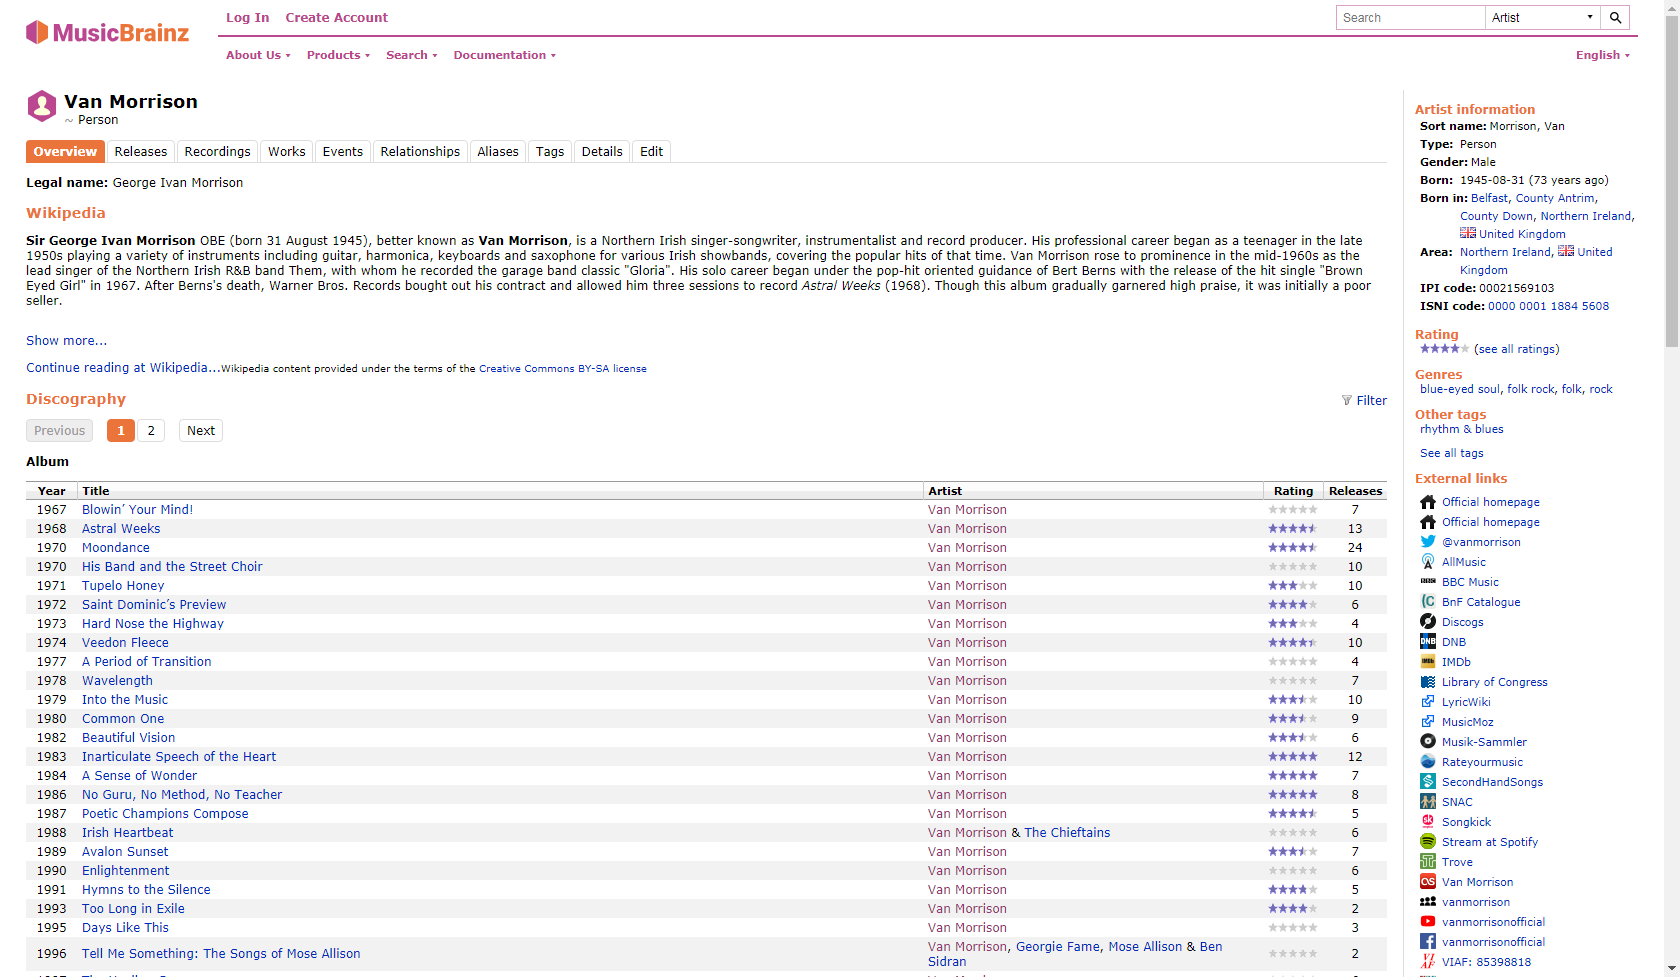 MusicBrainz
Log In Create Account
Search Artist
About Us Products Search Documentation
English
Van Morrison
~ Person
Overview Releases Recordings Works Events Relationships Aliases Tags Details Edit
Legal name: George Ivan Morrison
Wikipedia
Sir George Ivan Morrison OBE (born 31 August 1945), better known as Van Morrison, is a Northern Irish singer-songwriter, instrumentalist and record producer. His professional career began as a teenager in the late
1950s playing a variety of instruments including guitar, harmonica, keyboards and saxophone for various Irish showbands, covering the popular hits of that time. Van Morrison rose to prominence in the mid-1960s as the
lead singer of the Northern Irish R&B band Them, with whom he recorded the garage band classic "Gloria". His solo career began under the pop-hit oriented guidance of Bert Berns with the release of the hit single "Brown
Eyed Girl" in 1967. After Berns's death, Warner Bros. Records bought out his contract and allowed him three sessions to record Astral Weeks (1968). Though this album gradually garnered high praise, it was initially a poor
seller.
Show more...
Continue reading at Wikipedia... Wikipedia content provided under the terms of the Creative Commons BY-SA license
Discography
Filter
Previous 1 2 Next
Album
Year Title Artist Rating Releases
1967 Blowin’ Your Mind! Van Morrison 7
1968 Astral Weeks Van Morrison 13
1970 Moondance Van Morrison 24
1970 His Band and the Street Choir Van Morrison 10
1971 Tupelo Honey Van Morrison 10
1972 Saint Dominic’s Preview Van Morrison 6
1973 Hard Nose the Highway Van Morrison 4
1974 Veedon Fleece Van Morrison 10
1977 A Period of Transition Van Morrison 4
1978 Wavelength Van Morrison 7
1979 Into the Music Van Morrison 10
1980 Common One Van Morrison 9
1982 Beautiful Vision Van Morrison 6
1983 Inarticulate Speech of the Heart Van Morrison 12
1984 A Sense of Wonder Van Morrison 7
1986 No Guru, No Method, No Teacher Van Morrison 8
1987 Poetic Champions Compose Van Morrison 5
1988 Irish Heartbeat Van Morrison & The Chieftains 6
1989 Avalon Sunset Van Morrison 7
1990 Enlightenment Van Morrison 6
1991 Hymns to the Silence Van Morrison 5
1993 Too Long in Exile Van Morrison 2
1995 Days Like This Van Morrison 3
1996 Tell Me Something: The Songs of Mose Allison Van Morrison, Georgie Fame, Mose Allison & Ben
Sidran 2
Artist information
Sort name: Morrison, Van
Type: Person
Gender: Male
Born: 1945-08-31 (73 years ago)
Born in: Belfast, County Antrim,
County Down, Northern Ireland,
United Kingdom
Area: Northern Ireland, United
Kingdom
IPI code: 00021569103
ISNI code: 0000 0001 1884 5608
Rating
(see all ratings)
Genres
blue-eyed soul, folk rock, folk, rock
Other tags
rhythm & blues
See all tags
External links
Official homepage
Official homepage
@vanmorrison
AllMusic
BBC Music
BnF Catalogue
Discogs
DNB DNB
IMDb
Library of Congress
LyricWiki
MusicMoz
Musik-Sammler
Rateyourmusic
SecondHandSongs
SNAC
Songkick
Stream at Spotify
Trove
Van Morrison
vanmorrison
vanmorrisonofficial
vanmorrisonofficial
VIAF: 85398818